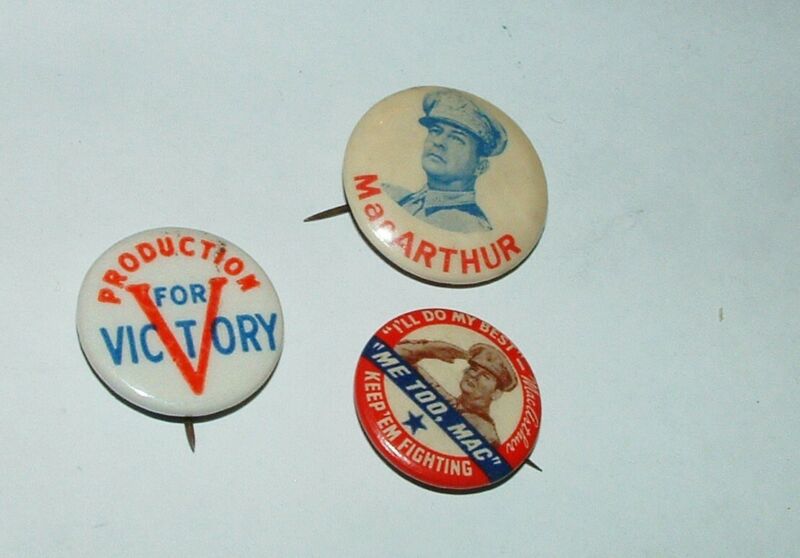 MacARTHUR
PRODUCTION
FOR
VICTORY
V
"I'LL DO MY BEST"—
MacArthur
"ME TOO, MAC"
KEEP 'EM FIGHTING